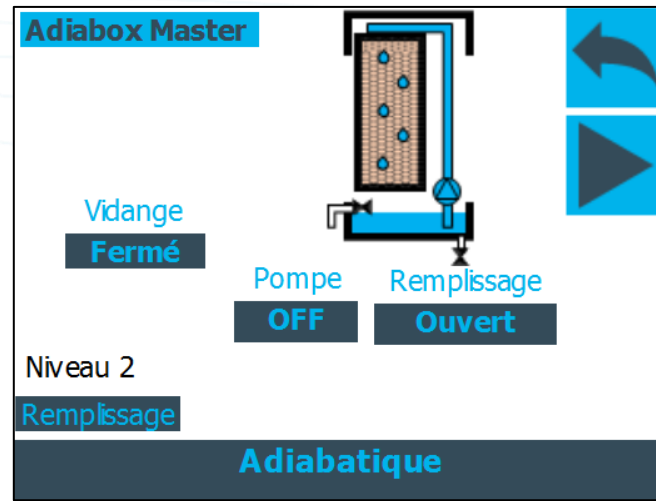 Adiabox Master
Vidange
Fermé
Pompe
OFF
Remplissage
Ouvert
Niveau 2
Remplissage
Adiabatique